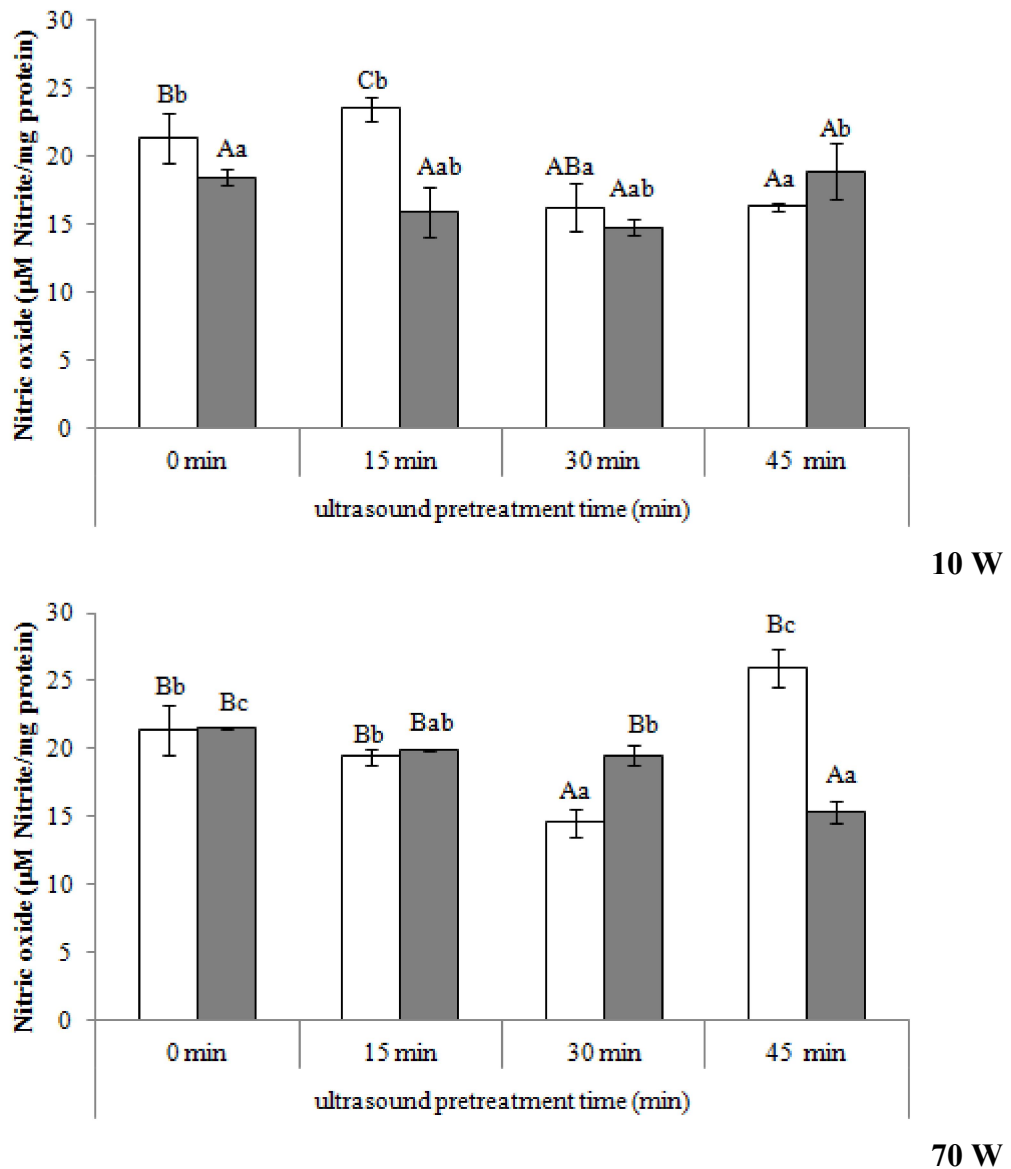 Nitric oxide (µM Nitrite/mg protein)
30
25
20
15
10
5
0
Bb
Aa
Cb
Aab
ABa
Aab
Aa
Ab
0 min
15 min
30 min
45 min
ultrasound pretreatment time (min)
10 W
Nitric oxide (µM Nitrite/mg protein)
30
25
20
15
10
5
0
Bb
Bc
Bb
Bab
Aa
Bb
Bc
Aa
0 min
15 min
30 min
45 min
ultrasound pretreatment time (min)
70 W